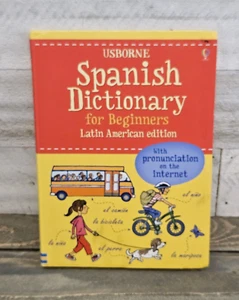 USBORNE
Spanish
Dictionary
for Beginners
Latin American edition
With
pronunciation on the
internet
el niño
el camión
la bicicleta
la niña
el perro
la mariposa